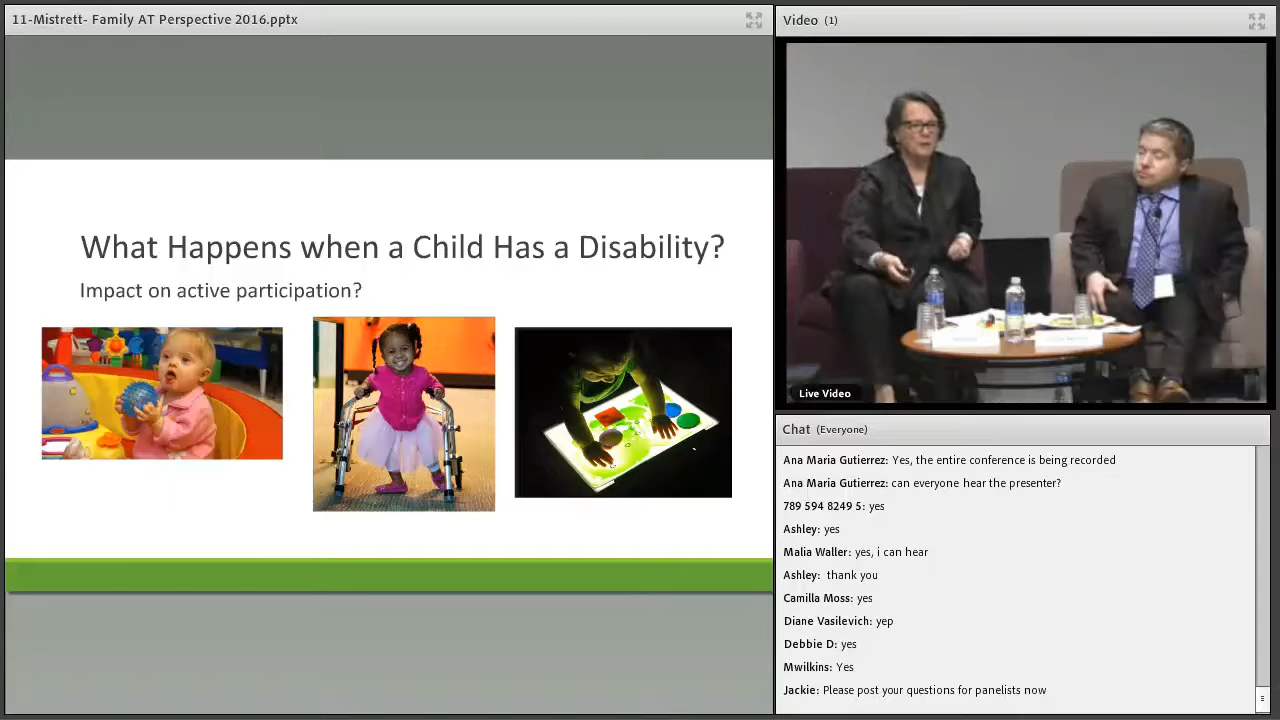 11-Mistrett- Family AT Perspective 2016.pptx
What Happens when a Child Has a Disability?
Impact on active participation?
Video (1)
Live Video
Chat (Everyone)
Ana Maria Gutierrez: Yes, the entire conference is being recorded
Ana Maria Gutierrez: can everyone hear the presenter?
789 594 8249 5: yes
Ashley: yes
Malia Waller: yes, i can hear
Ashley: thank you
Camilla Moss: yes
Diane Vasilevich: yep
Debbie D: yes
Mwilkins: Yes
Jackie: Please post your questions for panelists now